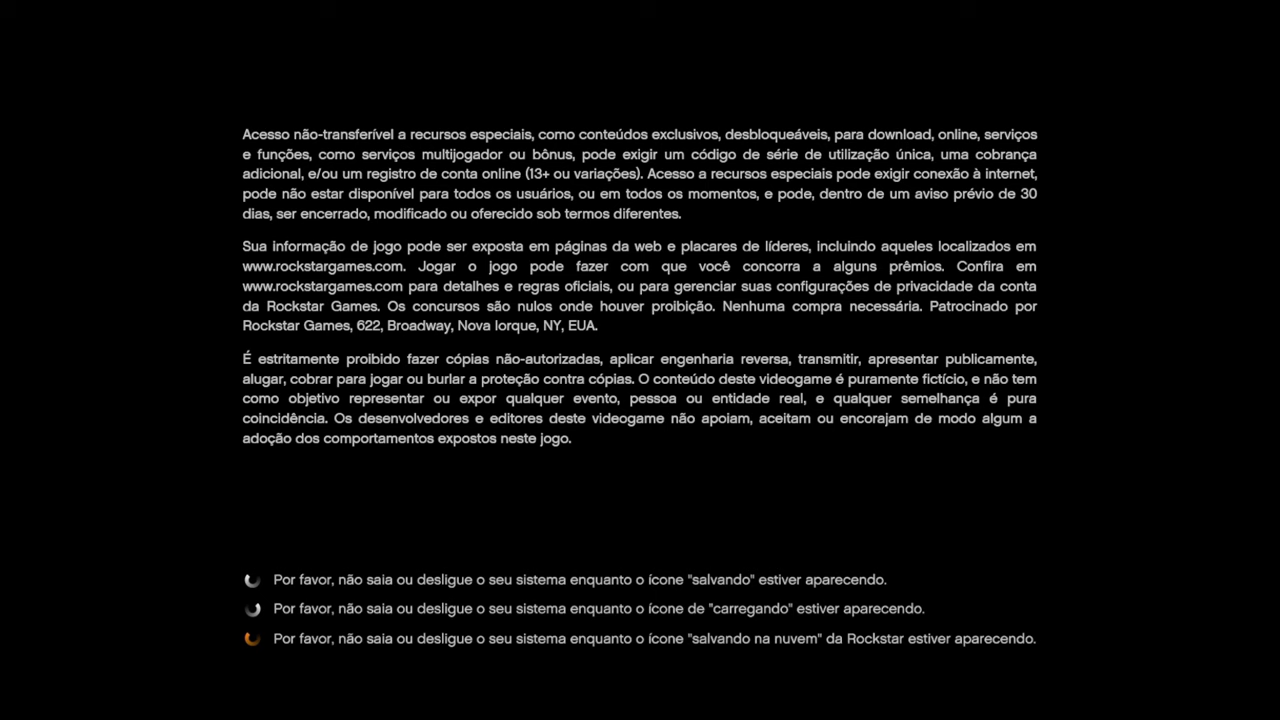 Acesso não-transferível a recursos especiais, como conteúdos exclusivos, desbloqueáveis, para download, online, serviços
e funções, como serviços multijogador ou bônus, pode exigir um código de série de utilização única, uma cobrança
adicional, e/ou um registro de conta online (13+ ou variações). Acesso a recursos especiais pode exigir conexão à internet,
pode não estar disponível para todos os usuários, ou em todos os momentos, e pode, dentro de um aviso prévio de 30
dias, ser encerrado, modificado ou oferecido sob termos diferentes.
Sua informação de jogo pode ser exposta em páginas da web e placares de líderes, incluindo aqueles localizados em
www.rockstargames.com. Jogar o jogo pode fazer com que você concorra a alguns prêmios. Confira em
www.rockstargames.com para detalhes e regras oficiais, ou para gerenciar suas configurações de privacidade da conta
da Rockstar Games. Os concursos são nulos onde houver proibição. Nenhuma compra necessária. Patrocinado por
Rockstar Games, 622, Broadway, Nova Iorque, NY, EUA.
É estritamente proibido fazer cópias não-autorizadas, aplicar engenharia reversa, transmitir, apresentar publicamente,
alugar, cobrar para jogar ou burlar a proteção contra cópias. O conteúdo deste videogame é puramente fictício, e não tem
como objetivo representar ou expor qualquer evento, pessoa ou entidade real, e qualquer semelhança é pura
coincidência. Os desenvolvedores e editores deste videogame não apoiam, aceitam ou encorajam de modo algum a
adoção dos comportamentos expostos neste jogo.
Por favor, não saia ou desligue o seu sistema enquanto o ícone "salvando" estiver aparecendo.
Por favor, não saia ou desligue o seu sistema enquanto o ícone de "carregando" estiver aparecendo.
Por favor, não saia ou desligue o seu sistema enquanto o ícone "salvando na nuvem" da Rockstar estiver aparecendo.